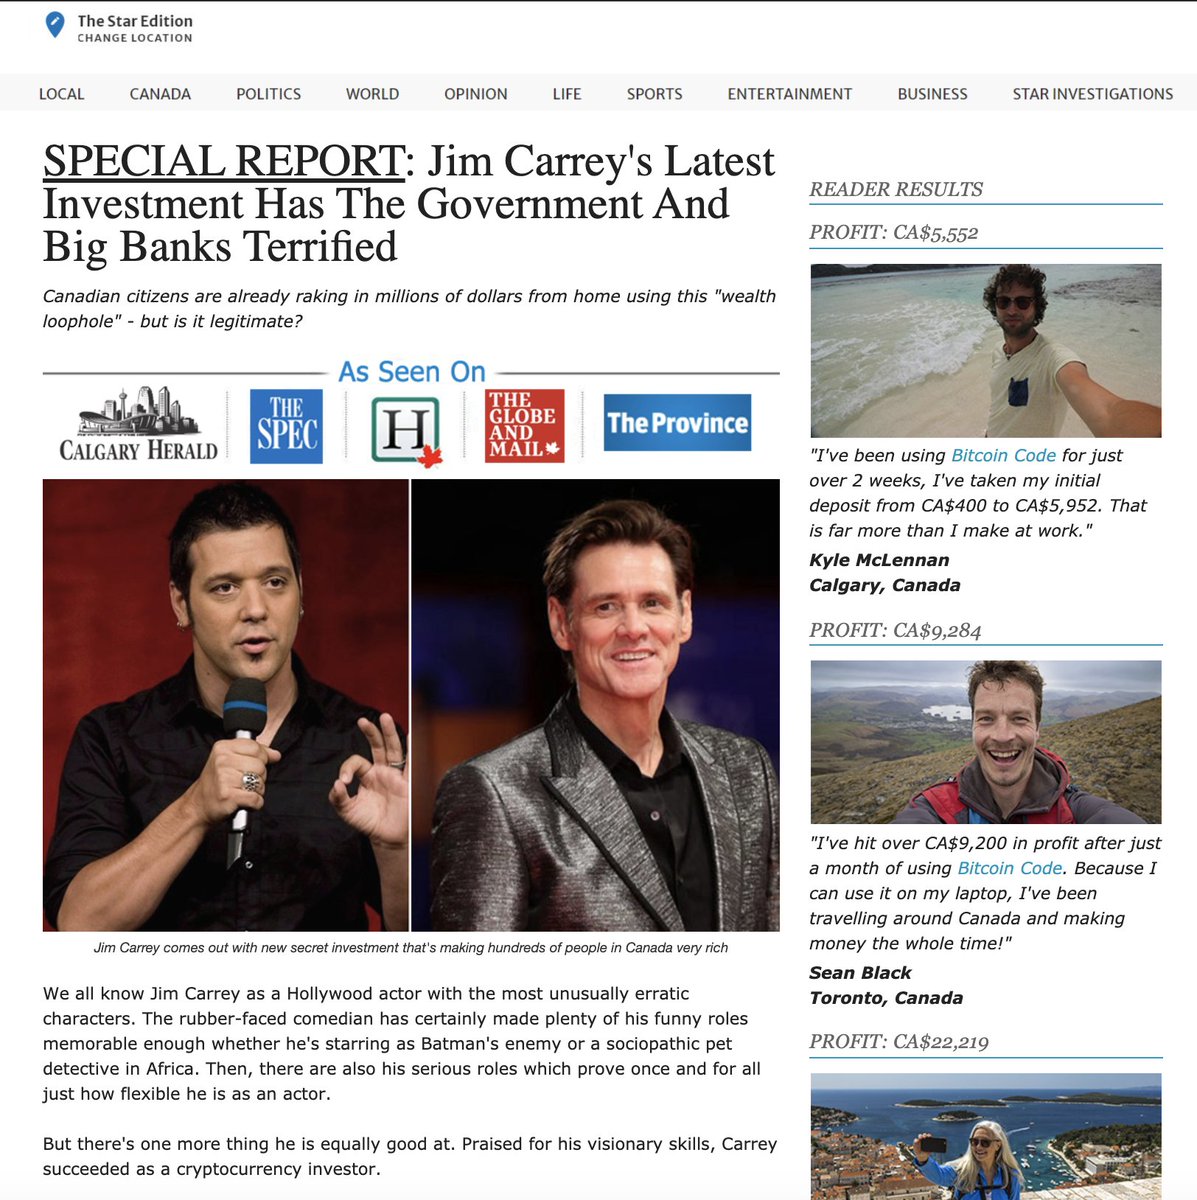 The Star Edition
CHANGE LOCATION
LOCAL CANADA POLITICS WORLD OPINION LIFE SPORTS ENTERTAINMENT BUSINESS STAR INVESTIGATIONS
SPECIAL REPORT: Jim Carrey's Latest
Investment Has The Government And
Big Banks Terrified
Canadian citizens are already raking in millions of dollars from home using this "wealth
loophole" - but is it legitimate?
As Seen On
CALGARY HERALD
THE
SPEC
H
THE
GLOBE
AND
MAIL
The Province
Jim Carrey comes out with new secret investment that's making hundreds of people in Canada very rich
We all know Jim Carrey as a Hollywood actor with the most unusually erratic
characters. The rubber-faced comedian has certainly made plenty of his funny roles
memorable enough whether he's starring as Batman's enemy or a sociopathic pet
detective in Africa. Then, there are also his serious roles which prove once and for all
just how flexible he is as an actor.
But there's one more thing he is equally good at. Praised for his visionary skills, Carrey
succeeded as a cryptocurrency investor.
READER RESULTS
PROFIT: CA$5,552
"I've been using Bitcoin Code for just
over 2 weeks, I've taken my initial
deposit from CA$400 to CA$5,952. That
is far more than I make at work."
Kyle McLennan
Calgary, Canada
PROFIT: CA$9,284
"I've hit over CA$9,200 in profit after just
a month of using Bitcoin Code. Because I
can use it on my laptop, I've been
travelling around Canada and making
money the whole time!"
Sean Black
Toronto, Canada
PROFIT: CA$22,219